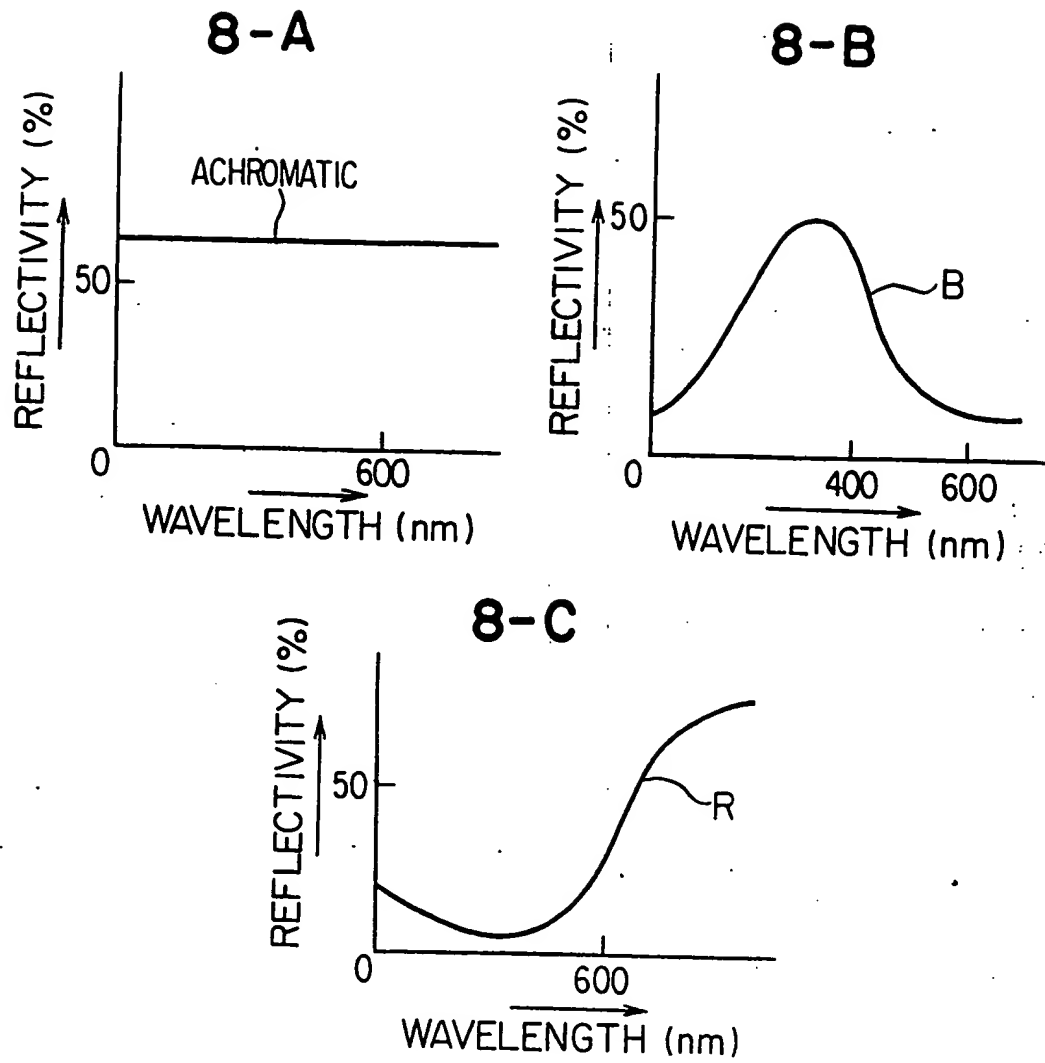 8-A
REFLECTIVITY (%)
ACHROMATIC
50
0
600
WAVELENGTH (nm)
8-B
REFLECTIVITY (%)
50
B
0
400
600
WAVELENGTH (nm)
8-C
REFLECTIVITY (%)
50
R
0
600
WAVELENGTH (nm)